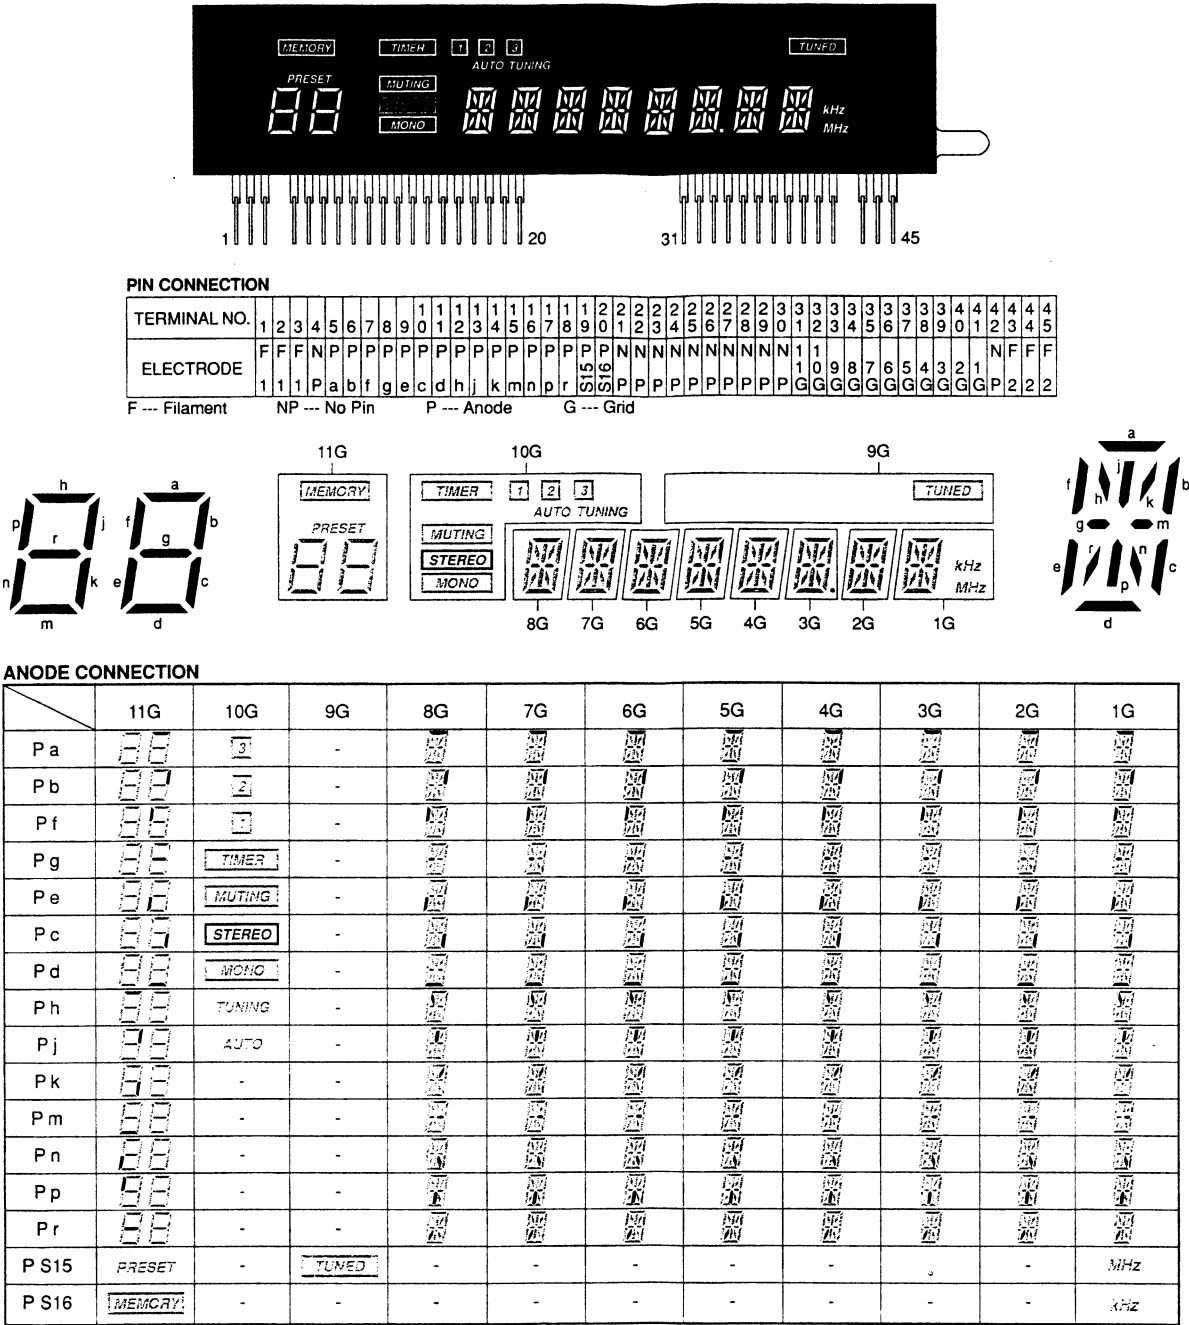 MEMORY TIMER 1 2 3 TUNED
AUTO TUNING
PRESET MUTING
kHz
MONO MHz
1 20 31 45
PIN CONNECTION
TERMINAL NO. 1 2 3 4 5 6 7 8 9 10 11 12 13 14 15 16 17 18 19 20 21 22 23 24 25 26 27 28 29 30 31 32 33 34 35 36 37 38 39 40 41 42 43 44 45
ELECTRODE F1 F1 F1 NP Pa Pb Pf Pg Pe Pc Pd Ph Pj Pk Pm Pn Pp Pr PS15 PS16 NP NP NP NP NP NP NP NP NP NP 11G 10G 9G 8G 7G 6G 5G 4G 3G 2G 1G NP F2 F2 F2
F --- Filament NP --- No Pin P --- Anode G --- Grid
11G 10G 9G
h j k m n p r
a b c d e f g
MEMORY TIMER 1 2 3 TUNED
AUTO TUNING
PRESET MUTING
STEREO kHz
MONO MHz
8G 7G 6G 5G 4G 3G 2G 1G
a b c d e f g h j k m n p r
ANODE CONNECTION
11G 10G 9G 8G 7G 6G 5G 4G 3G 2G 1G
P a 3 -
P b 2 -
P f 1 -
P g TIMER -
P e MUTING -
P c STEREO -
P d MONO -
P h TUNING -
P j AUTO -
P k - -
P m - -
P n - -
P p - -
P r - -
P S15 PRESET - TUNED - - - - - . - MHz
P S16 MEMORY - - - - - - - - - kHz